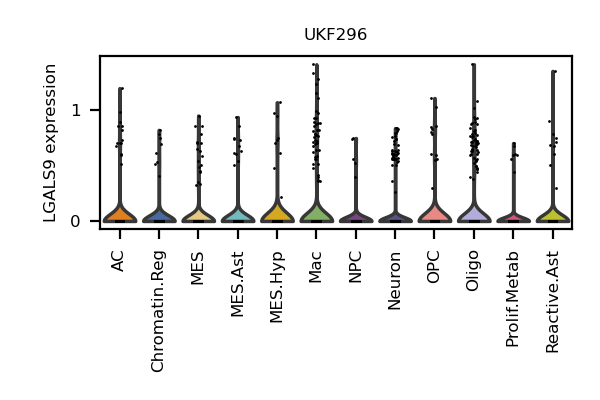 UKF296
LGALS9 expression
1
0
AC
Chromatin.Reg
MES
MES.Ast
MES.Hyp
Mac
NPC
Neuron
OPC
Oligo
Prolif.Metab
Reactive.Ast